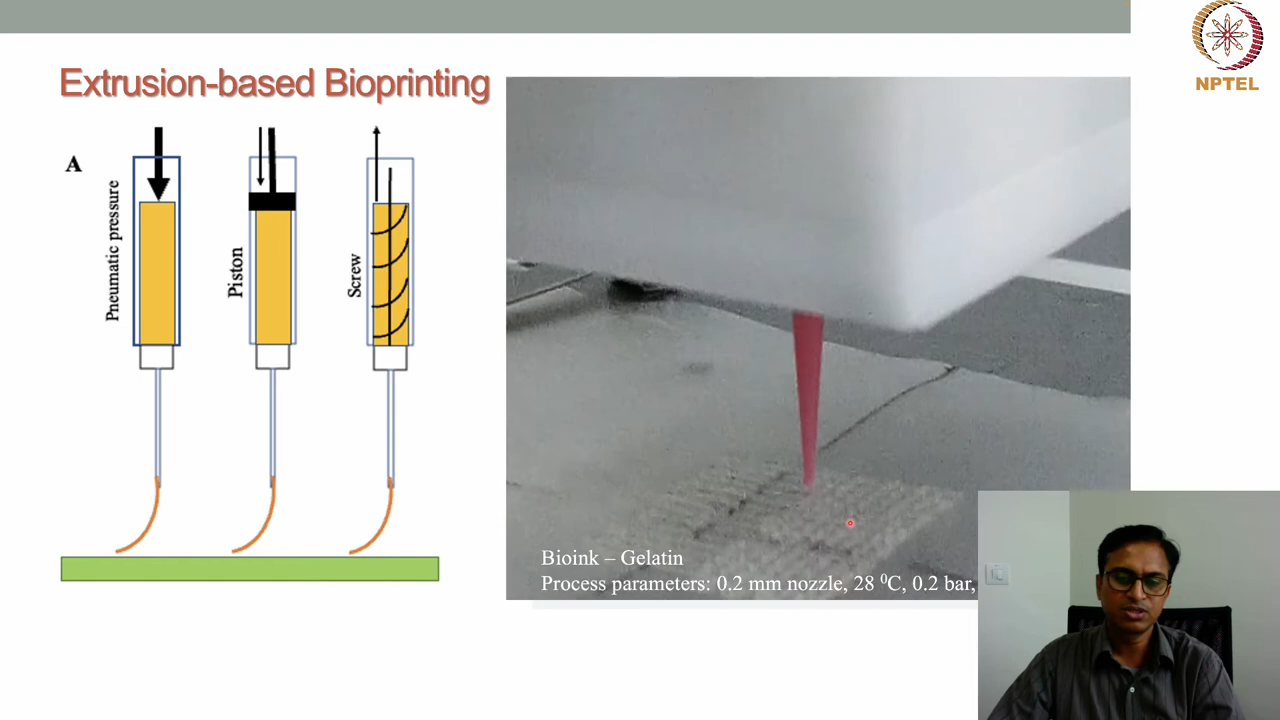 NPTEL
Extrusion-based Bioprinting
A
Pneumatic pressure
Piston
Screw
Bioink – Gelatin
Process parameters: 0.2 mm nozzle, 28 ⁰C, 0.2 bar,